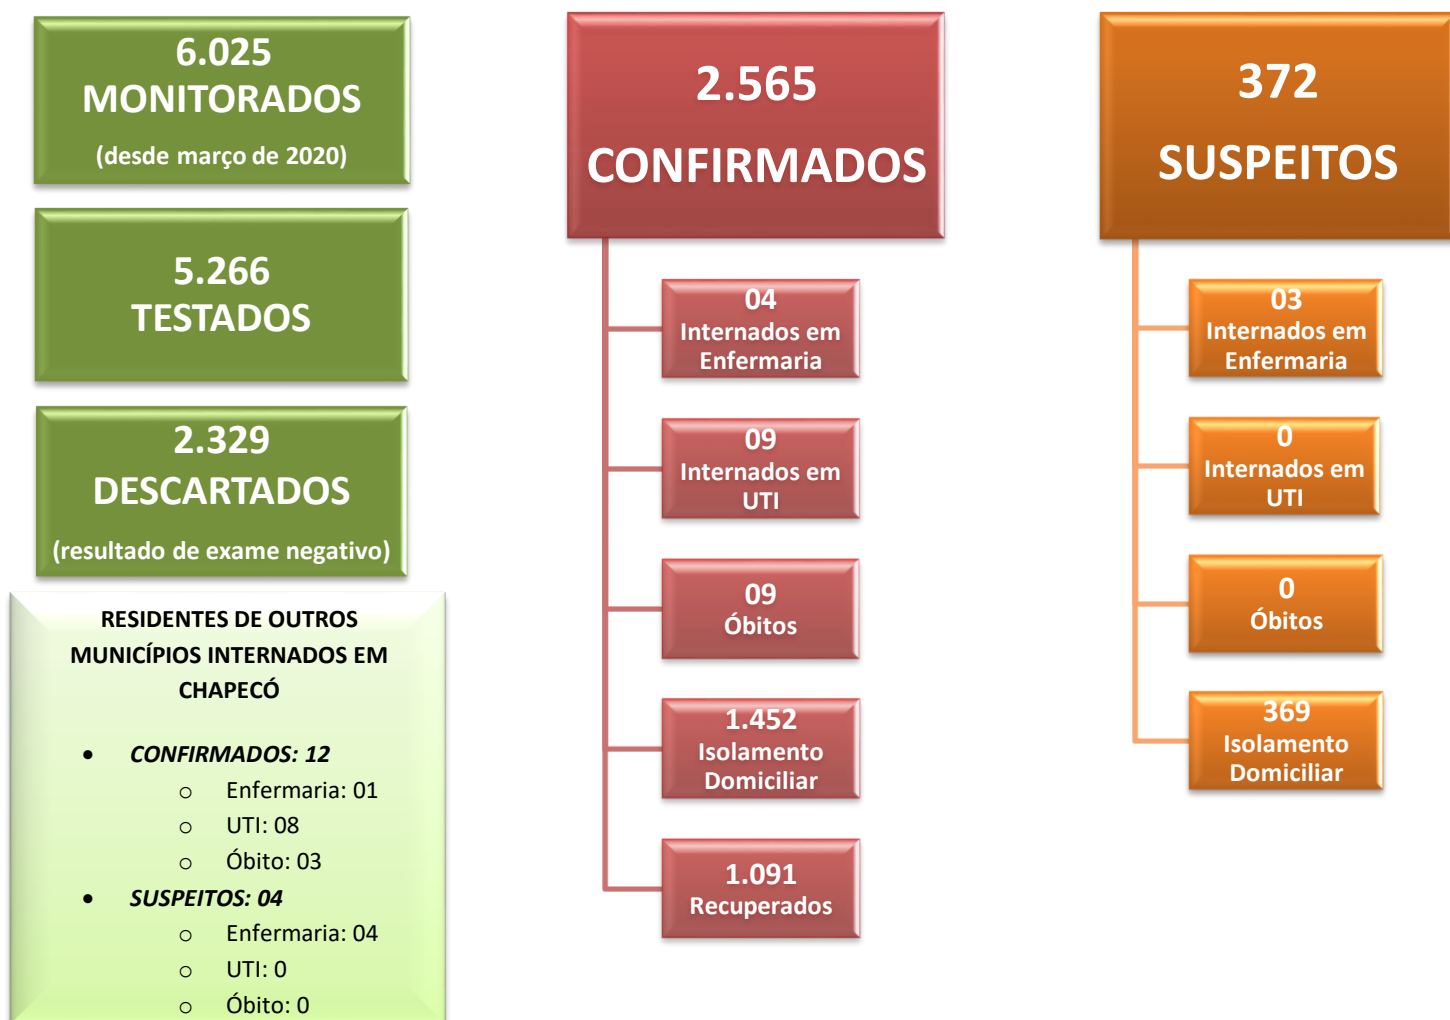 6.025
MONITORADOS
(desde março de 2020)
5.266
TESTADOS
2.329
DESCARTADOS
(resultado de exame negativo)
RESIDENTES DE OUTROS
MUNICÍPIOS INTERNADOS EM
CHAPECÓ
• CONFIRMADOS: 12
o Enfermaria: 01
o UTI: 08
o Óbito: 03
• SUSPEITOS: 04
o Enfermaria: 04
o UTI: 0
o Óbito: 0
2.565
CONFIRMADOS
04
Internados em
Enfermaria
09
Internados em
UTI
09
Óbitos
1.452
Isolamento
Domiciliar
1.091
Recuperados
372
SUSPEITOS
03
Internados em
Enfermaria
0
Internados em
UTI
0
Óbitos
369
Isolamento
Domiciliar